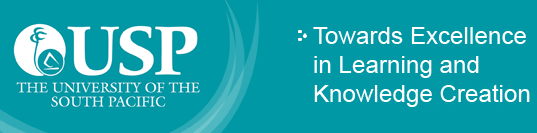 USP
THE UNIVERSITY OF THE
SOUTH PACIFIC
Towards Excellence
in Learning and
Knowledge Creation